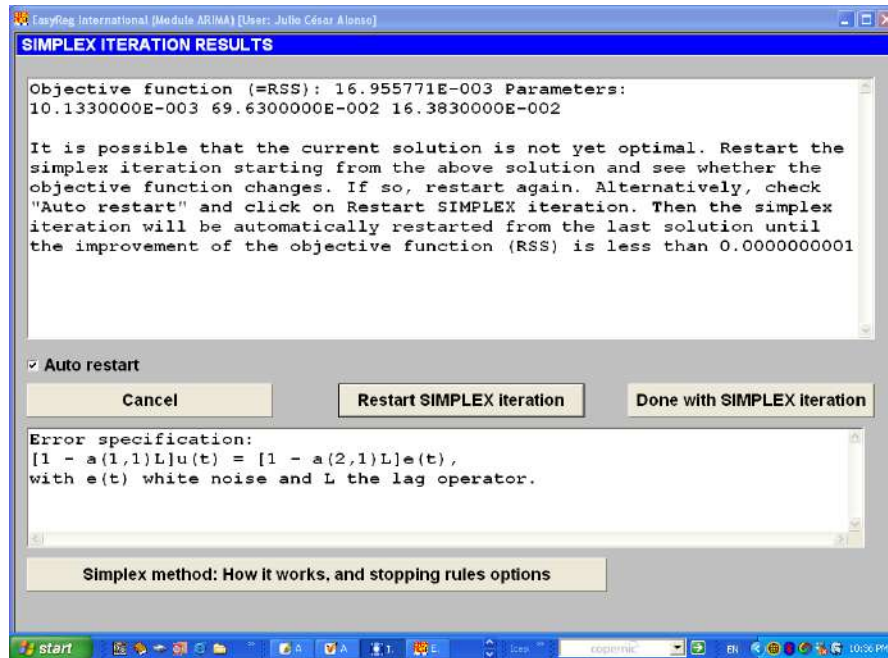 EasyReg International (Module ARIMA) [User: Julio César Alonso]
SIMPLEX ITERATION RESULTS
Objective function (=RSS): 16.955771E-003 Parameters:
10.1330000E-003 69.6300000E-002 16.3830000E-002
It is possible that the current solution is not yet optimal. Restart the
simplex iteration starting from the above solution and see whether the
objective function changes. If so, restart again. Alternatively, check
"Auto restart" and click on Restart SIMPLEX iteration. Then the simplex
iteration will be automatically restarted from the last solution until
the improvement of the objective function (RSS) is less than 0.0000000001
Auto restart
Cancel
Restart SIMPLEX iteration
Done with SIMPLEX iteration
Error specification:
[1 - a(1,1)L]u(t) = [1 - a(2,1)L]e(t),
with e(t) white noise and L the lag operator.
Simplex method: How it works, and stopping rules options
start
A
A
1.
E.
copernic
EN
10:36 PM